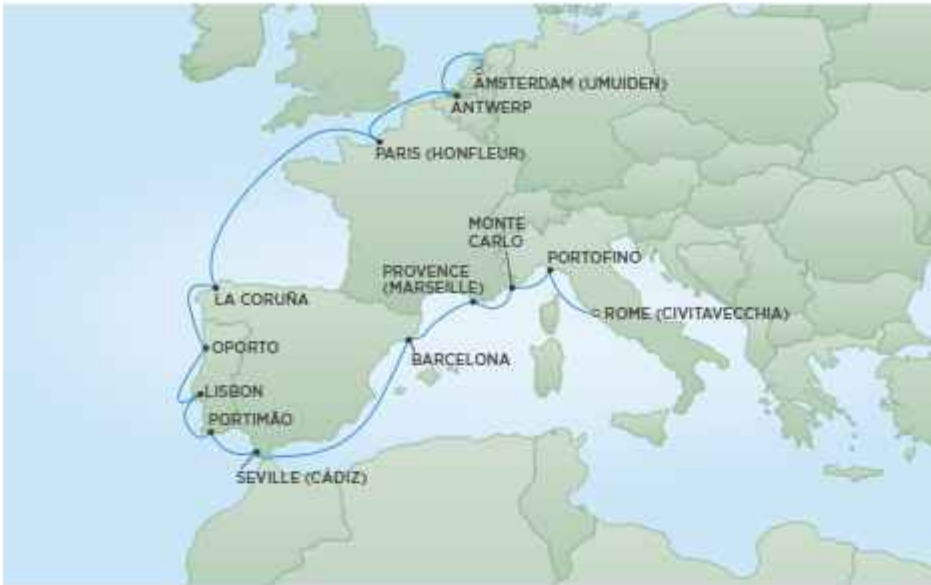 AMSTERDAM (IJMUIDEN)
ANTWERP
PARIS (HONFLEUR)
MONTE
CARLO
PORTOFINO
PROVENCE
(MARSEILLE)
LA CORUÑA
ROME (CIVITAVECCHIA)
OPORTO
BARCELONA
LISBON
PORTIMÃO
SEVILLE (CÁDIZ)